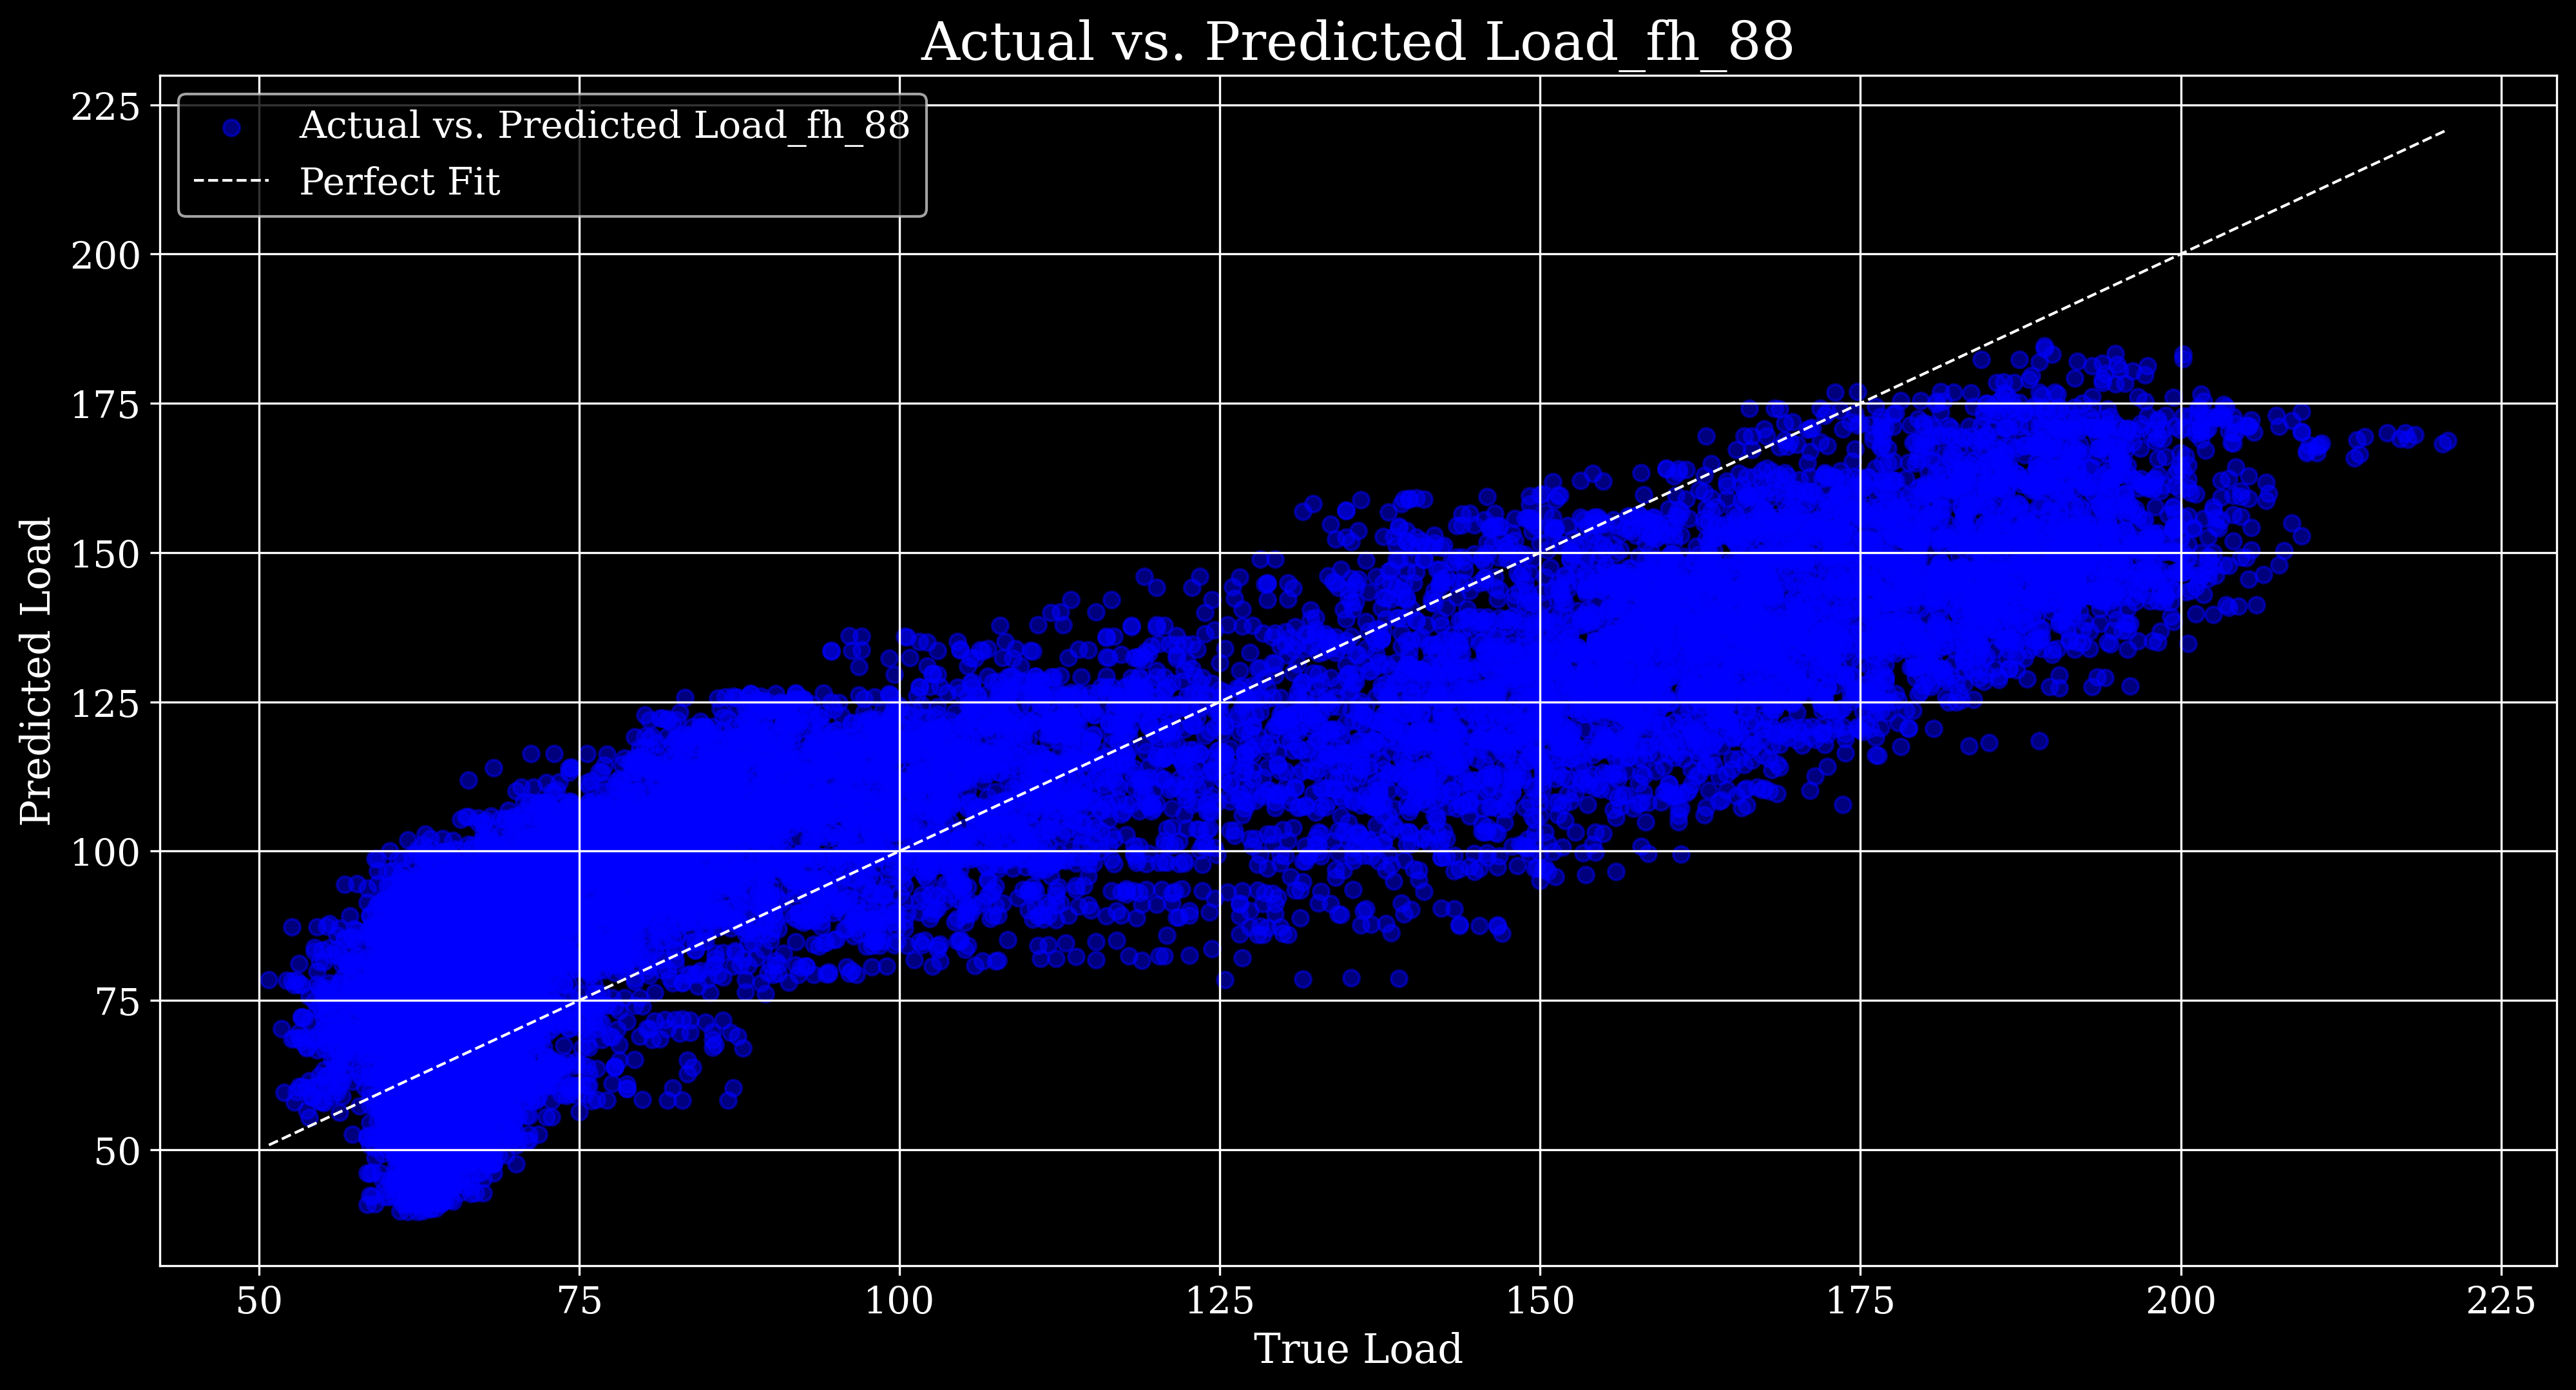 Actual vs. Predicted Load_fh_88
Actual vs. Predicted Load_fh_88
Perfect Fit
225
200
175
150
125
100
75
50
Predicted Load
50 75 100 125 150 175 200 225
True Load